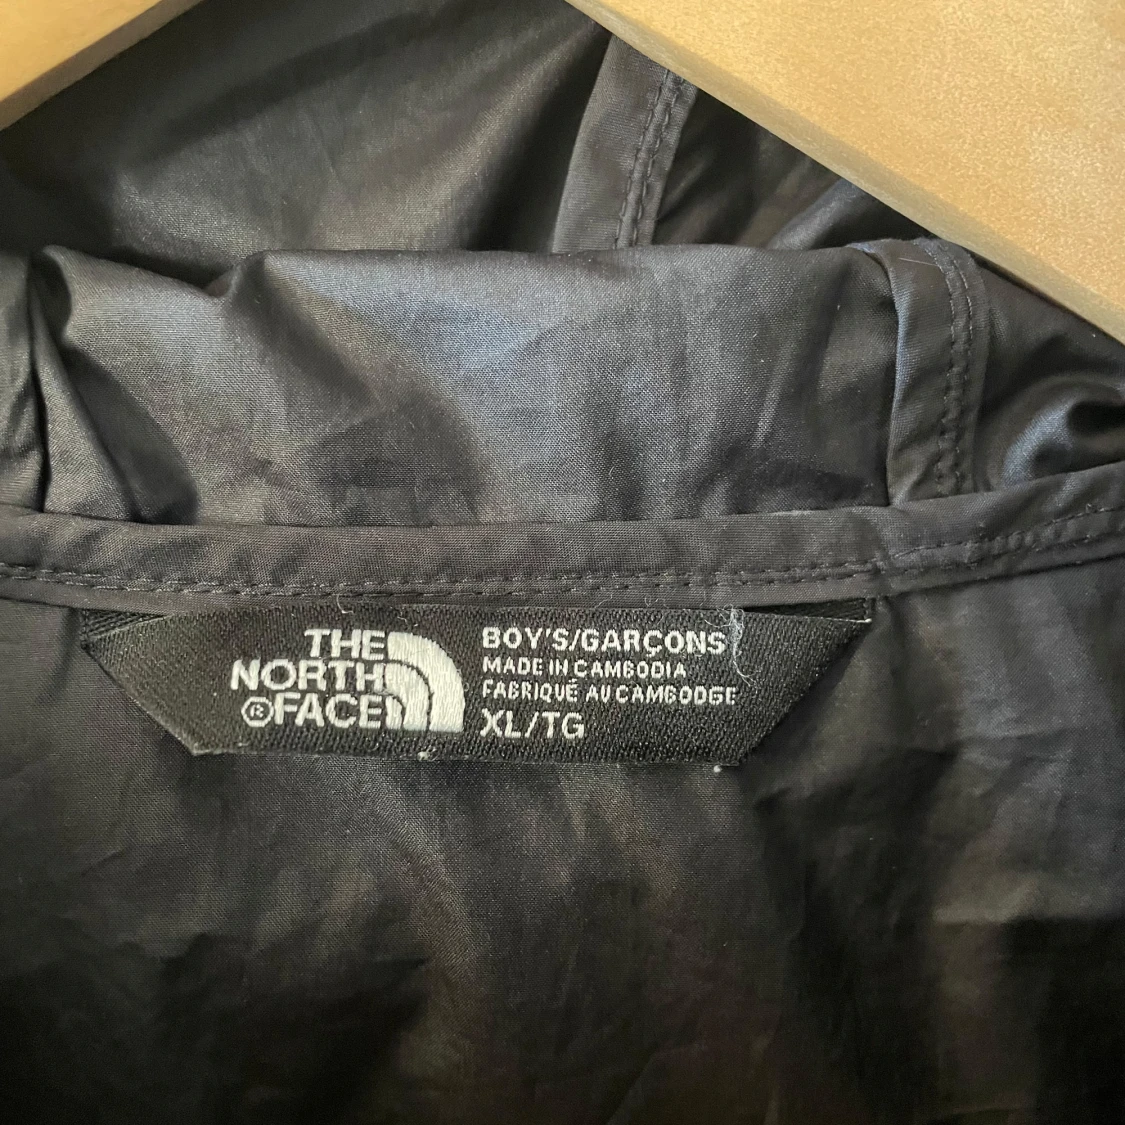 THE
NORTH
®FACE
BOY'S/GARÇONS
MADE IN CAMBODIA
FABRIQUÉ AU CAMBODGE
XL/TG